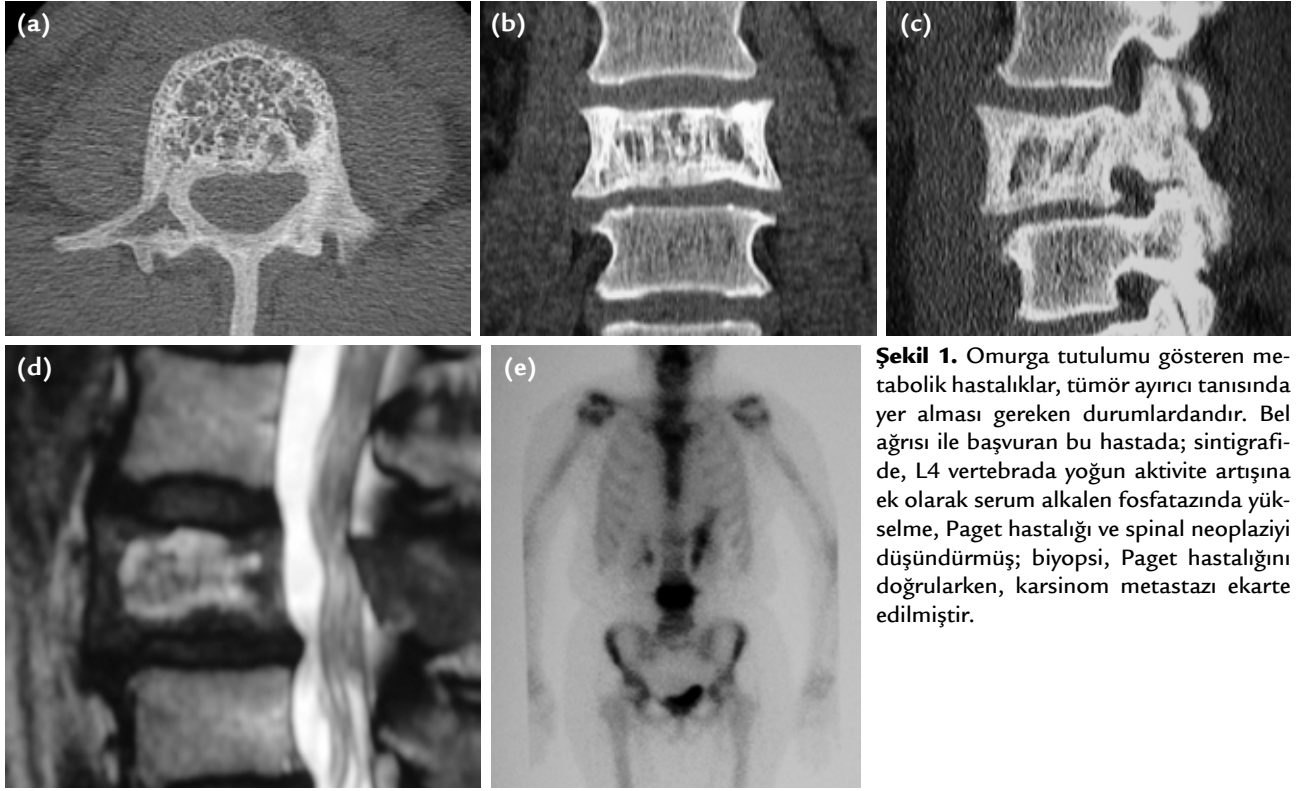 (a)
(b)
(c)
(d)
(e)
Şekil 1. Omurga tutulumu gösteren me-
tabolik hastalıklar, tümör ayırıcı tanısında
yer alması gereken durumlardandır. Bel
ağrısı ile başvuran bu hastada; sintigrafi-
de, L4 vertebrada yoğun aktivite artışına
ek olarak serum alkalen fosfatazında yük-
selme, Paget hastalığı ve spinal neoplaziyi
düşündürmüş; biyopsi, Paget hastalığını
doğrularken, karsinom metastazı ekarte
edilmiştir.